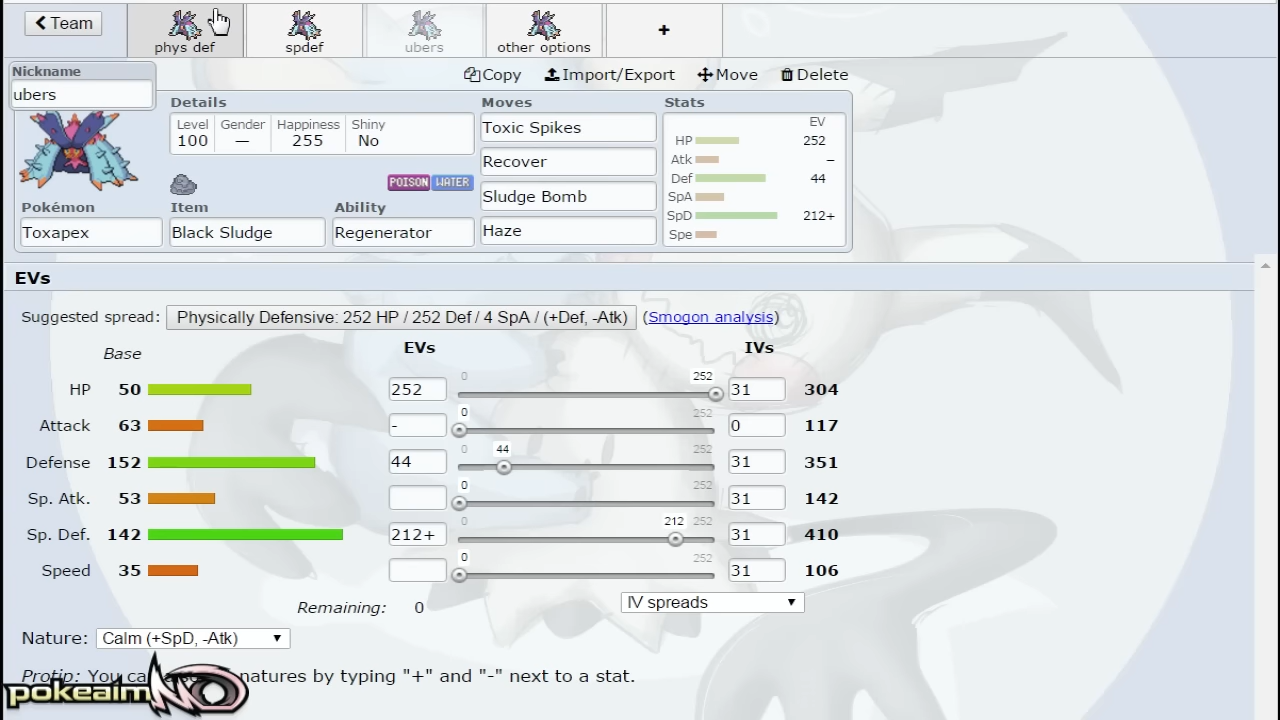 Team
phys def
spdef
ubers
other options
+
Nickname
ubers
Copy
Import/Export
Move
Delete
Details
Level
100
Gender
—
Happiness
255
Shiny
No
POISON WATER
Pokémon
Toxapex
Item
Black Sludge
Ability
Regenerator
Moves
Toxic Spikes
Recover
Sludge Bomb
Haze
Stats
EV
HP 252
Atk –
Def 44
SpA
SpD 212+
Spe
EVs
Suggested spread: Physically Defensive: 252 HP / 252 Def / 4 SpA / (+Def, -Atk) (Smogon analysis)
Base EVs IVs
HP 50 252 0 252 31 304
Attack 63 - 0 252 0 117
Defense 152 44 0 44 252 31 351
Sp. Atk. 53 0 252 31 142
Sp. Def. 142 212+ 0 212 252 31 410
Speed 35 0 252 31 106
Remaining: 0
IV spreads
Nature: Calm (+SpD, -Atk)
Protip: You natures by typing "+" and "-" next to a stat.
pokeaimMD